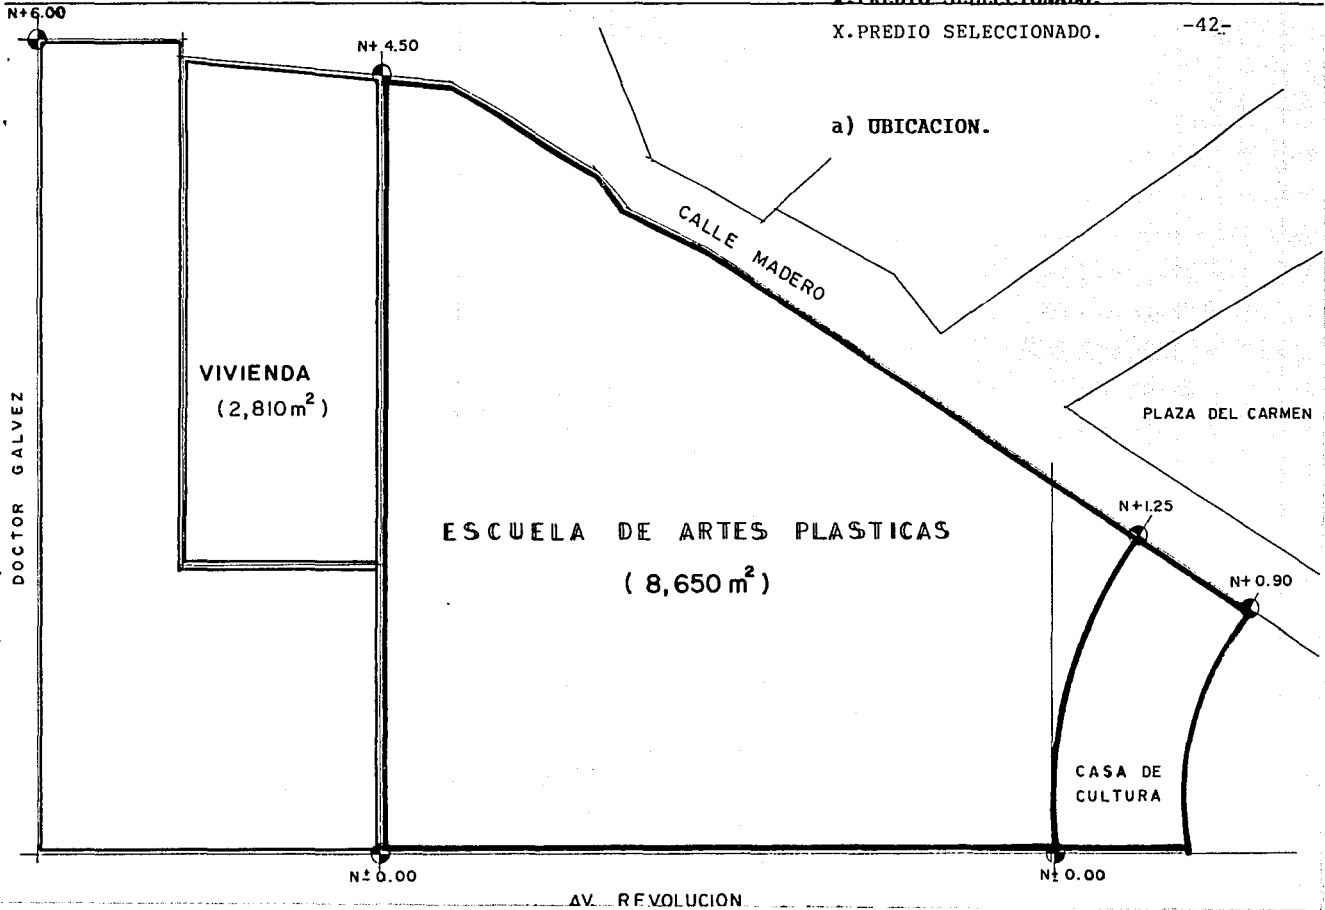 X.PREDIO SELECCIONADO.
N+6.00
X.PREDIO SELECCIONADO.
-42-
N+ 4.50
a) UBICACION.
CALLE MADERO
VIVIENDA
(2,810m²)
DOCTOR GALVEZ
PLAZA DEL CARMEN
N+1.25
ESCUELA DE ARTES PLASTICAS
( 8,650 m²)
N+ 0.90
CASA DE
CULTURA
N± 0.00
N± 0.00
AV. REVOLUCION